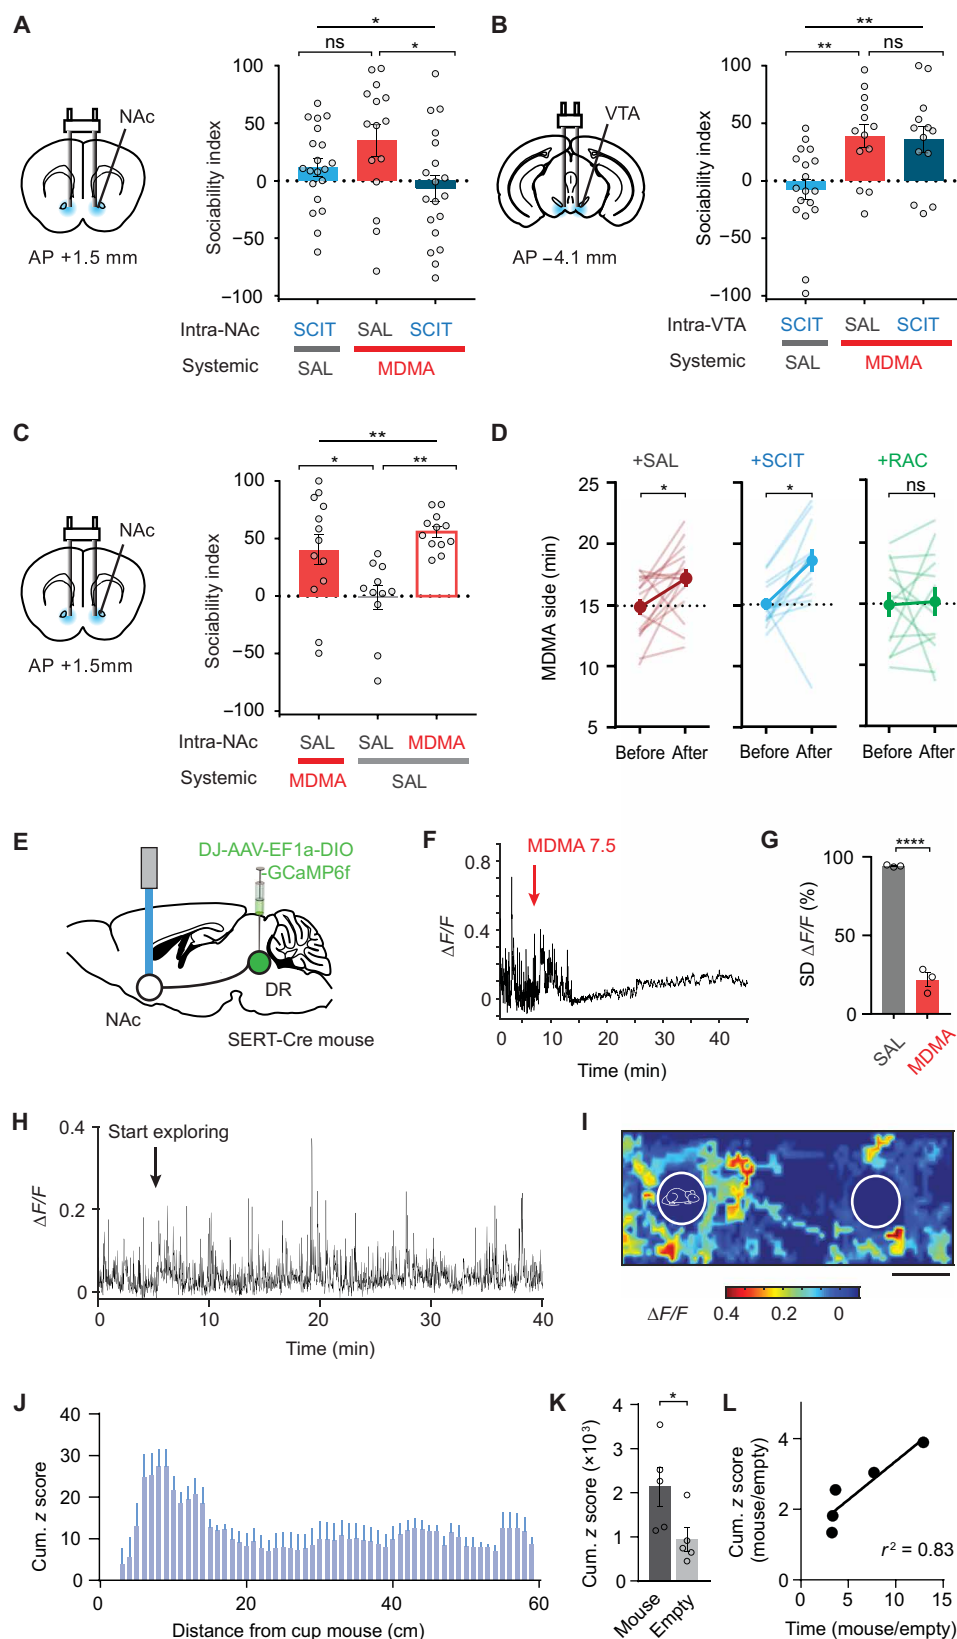 A
NAc
AP +1.5 mm
Sociability index
100
50
0
−50
−100
*
ns
*
Intra-NAc SCIT SAL SCIT
Systemic SAL MDMA
B
VTA
AP −4.1 mm
Sociability index
100
50
0
−50
−100
**
**
ns
Intra-VTA SCIT SAL SCIT
Systemic SAL MDMA
C
NAc
AP +1.5mm
Sociability index
100
50
0
−50
−100
**
*
**
Intra-NAc SAL SAL MDMA
Systemic MDMA SAL
D
+SAL +SCIT +RAC
* * ns
MDMA side (min)
25
20
15
10
5
Before After Before After Before After
E
DJ-AAV-EF1a-DIO
-GCaMP6f
DR
NAc
SERT-Cre mouse
F
MDMA 7.5
ΔF/F
0.8
0.4
0
0 10 20 30 40
Time (min)
G
****
SD ΔF/F (%)
100
50
0
SAL
MDMA
H
Start exploring
ΔF/F
0.4
0.2
0
0 10 20 30 40
Time (min)
I
ΔF/F 0.4 0.2 0
J
Cum. z score
40
30
20
10
0
0 20 40 60
Distance from cup mouse (cm)
K
*
Cum. z score (×10³)
4
3
2
1
0
Mouse
Empty
L
Cum. z score
(mouse/empty)
4
2
0
r² = 0.83
0 5 10 15
Time (mouse/empty)